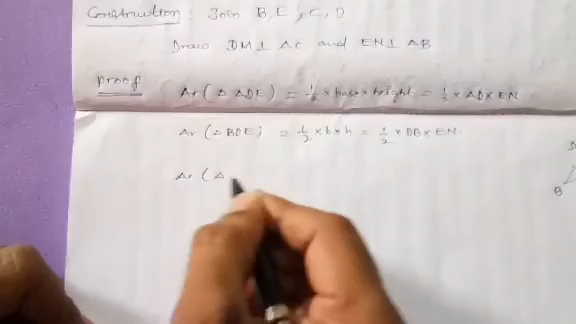 Construction: Join B, E ; C, D
Draw DM⊥ AC and EN⊥ AB
Proof Ar (△ ADE) = ½ × base × height = ½ × AD × EN
Ar (△ BDE) = ½ × b × h = ½ × DB × EN
Ar (△
D
B